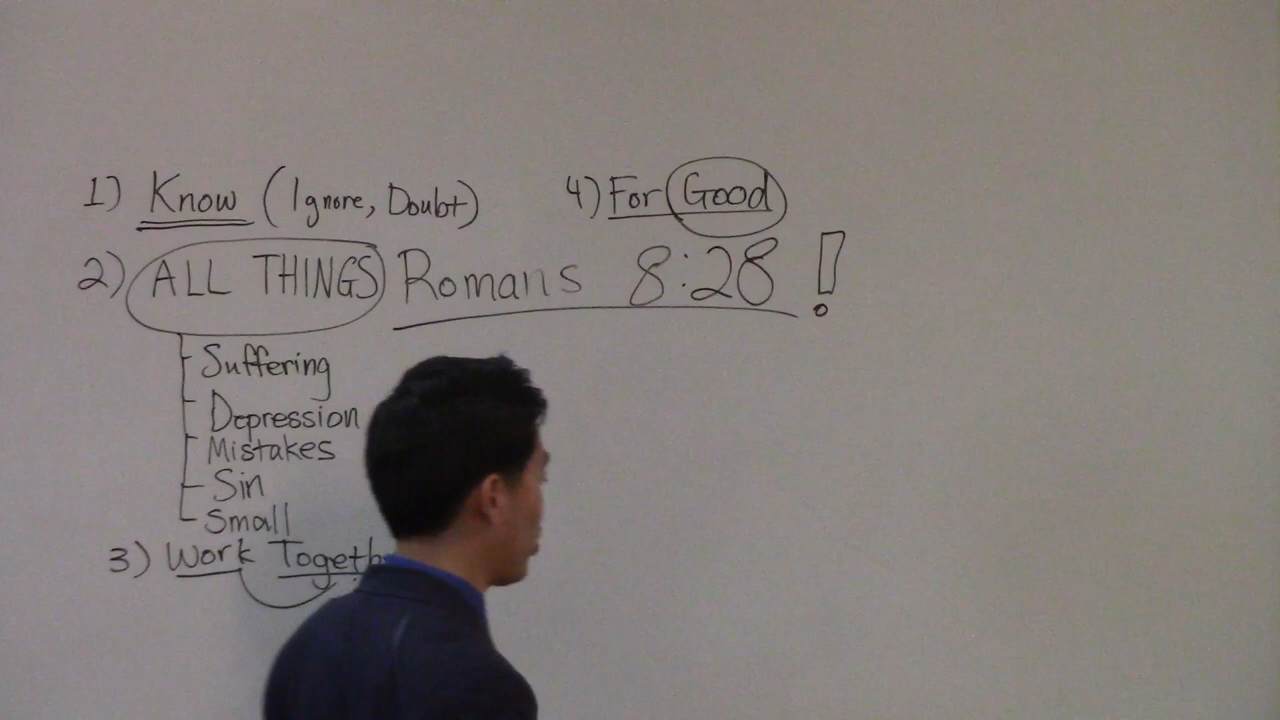 1) Know (Ignore, Doubt)
4) For Good
2) ALL THINGS Romans 8:28!
Suffering
Depression
Mistakes
Sin
Small
3) Work